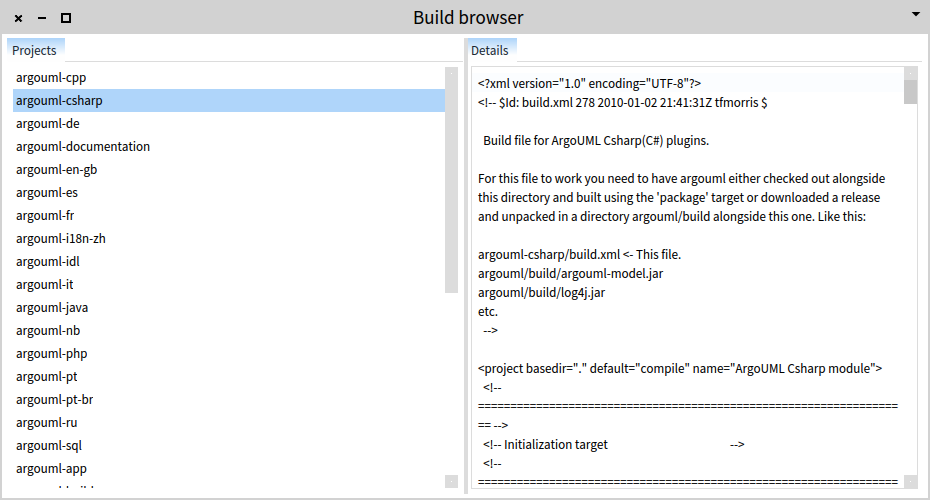 Build browser
Projects
argouml-cpp
argouml-csharp
argouml-de
argouml-documentation
argouml-en-gb
argouml-es
argouml-fr
argouml-i18n-zh
argouml-idl
argouml-it
argouml-java
argouml-nb
argouml-php
argouml-pt
argouml-pt-br
argouml-ru
argouml-sql
argouml-app
Details
<?xml version="1.0" encoding="UTF-8"?>
<!-- $Id: build.xml 278 2010-01-02 21:41:31Z tfmorris $
Build file for ArgoUML Csharp(C#) plugins.
For this file to work you need to have argouml either checked out alongside
this directory and built using the 'package' target or downloaded a release
and unpacked in a directory argouml/build alongside this one. Like this:
argouml-csharp/build.xml <- This file.
argouml/build/argouml-model.jar
argouml/build/log4j.jar
etc.
-->
<project basedir="." default="compile" name="ArgoUML Csharp module">
<!--
=================================================================
== -->
<!-- Initialization target -->
<!--
=================================================================